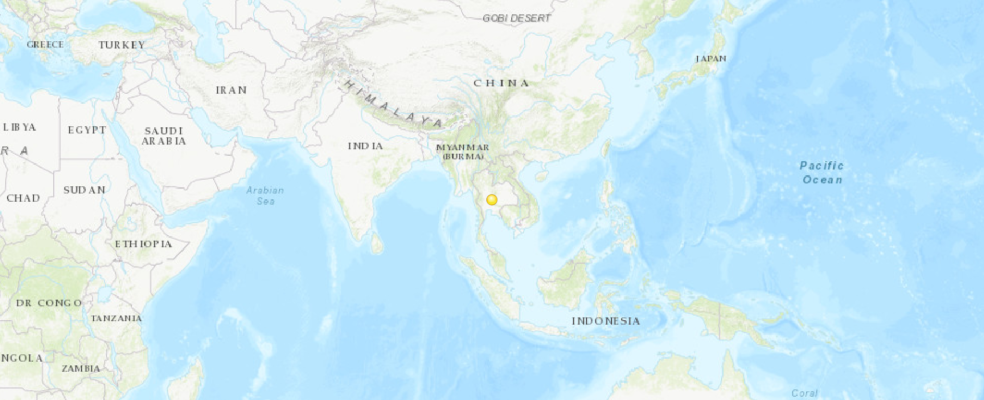 GOBI DESERT
GREECE
TURKEY
JAPAN
CHINA
IRAN
HIMALAYA
LIBYA
EGYPT
SAUDI
ARABIA
INDIA
MYANMAR
(BURMA)
R A
Pacific
Ocean
SUDAN
CHAD
Arabian
Sea
ETHIOPIA
DR CONGO
TANZANIA
INDONESIA
NGOLA
ZAMBIA
Coral